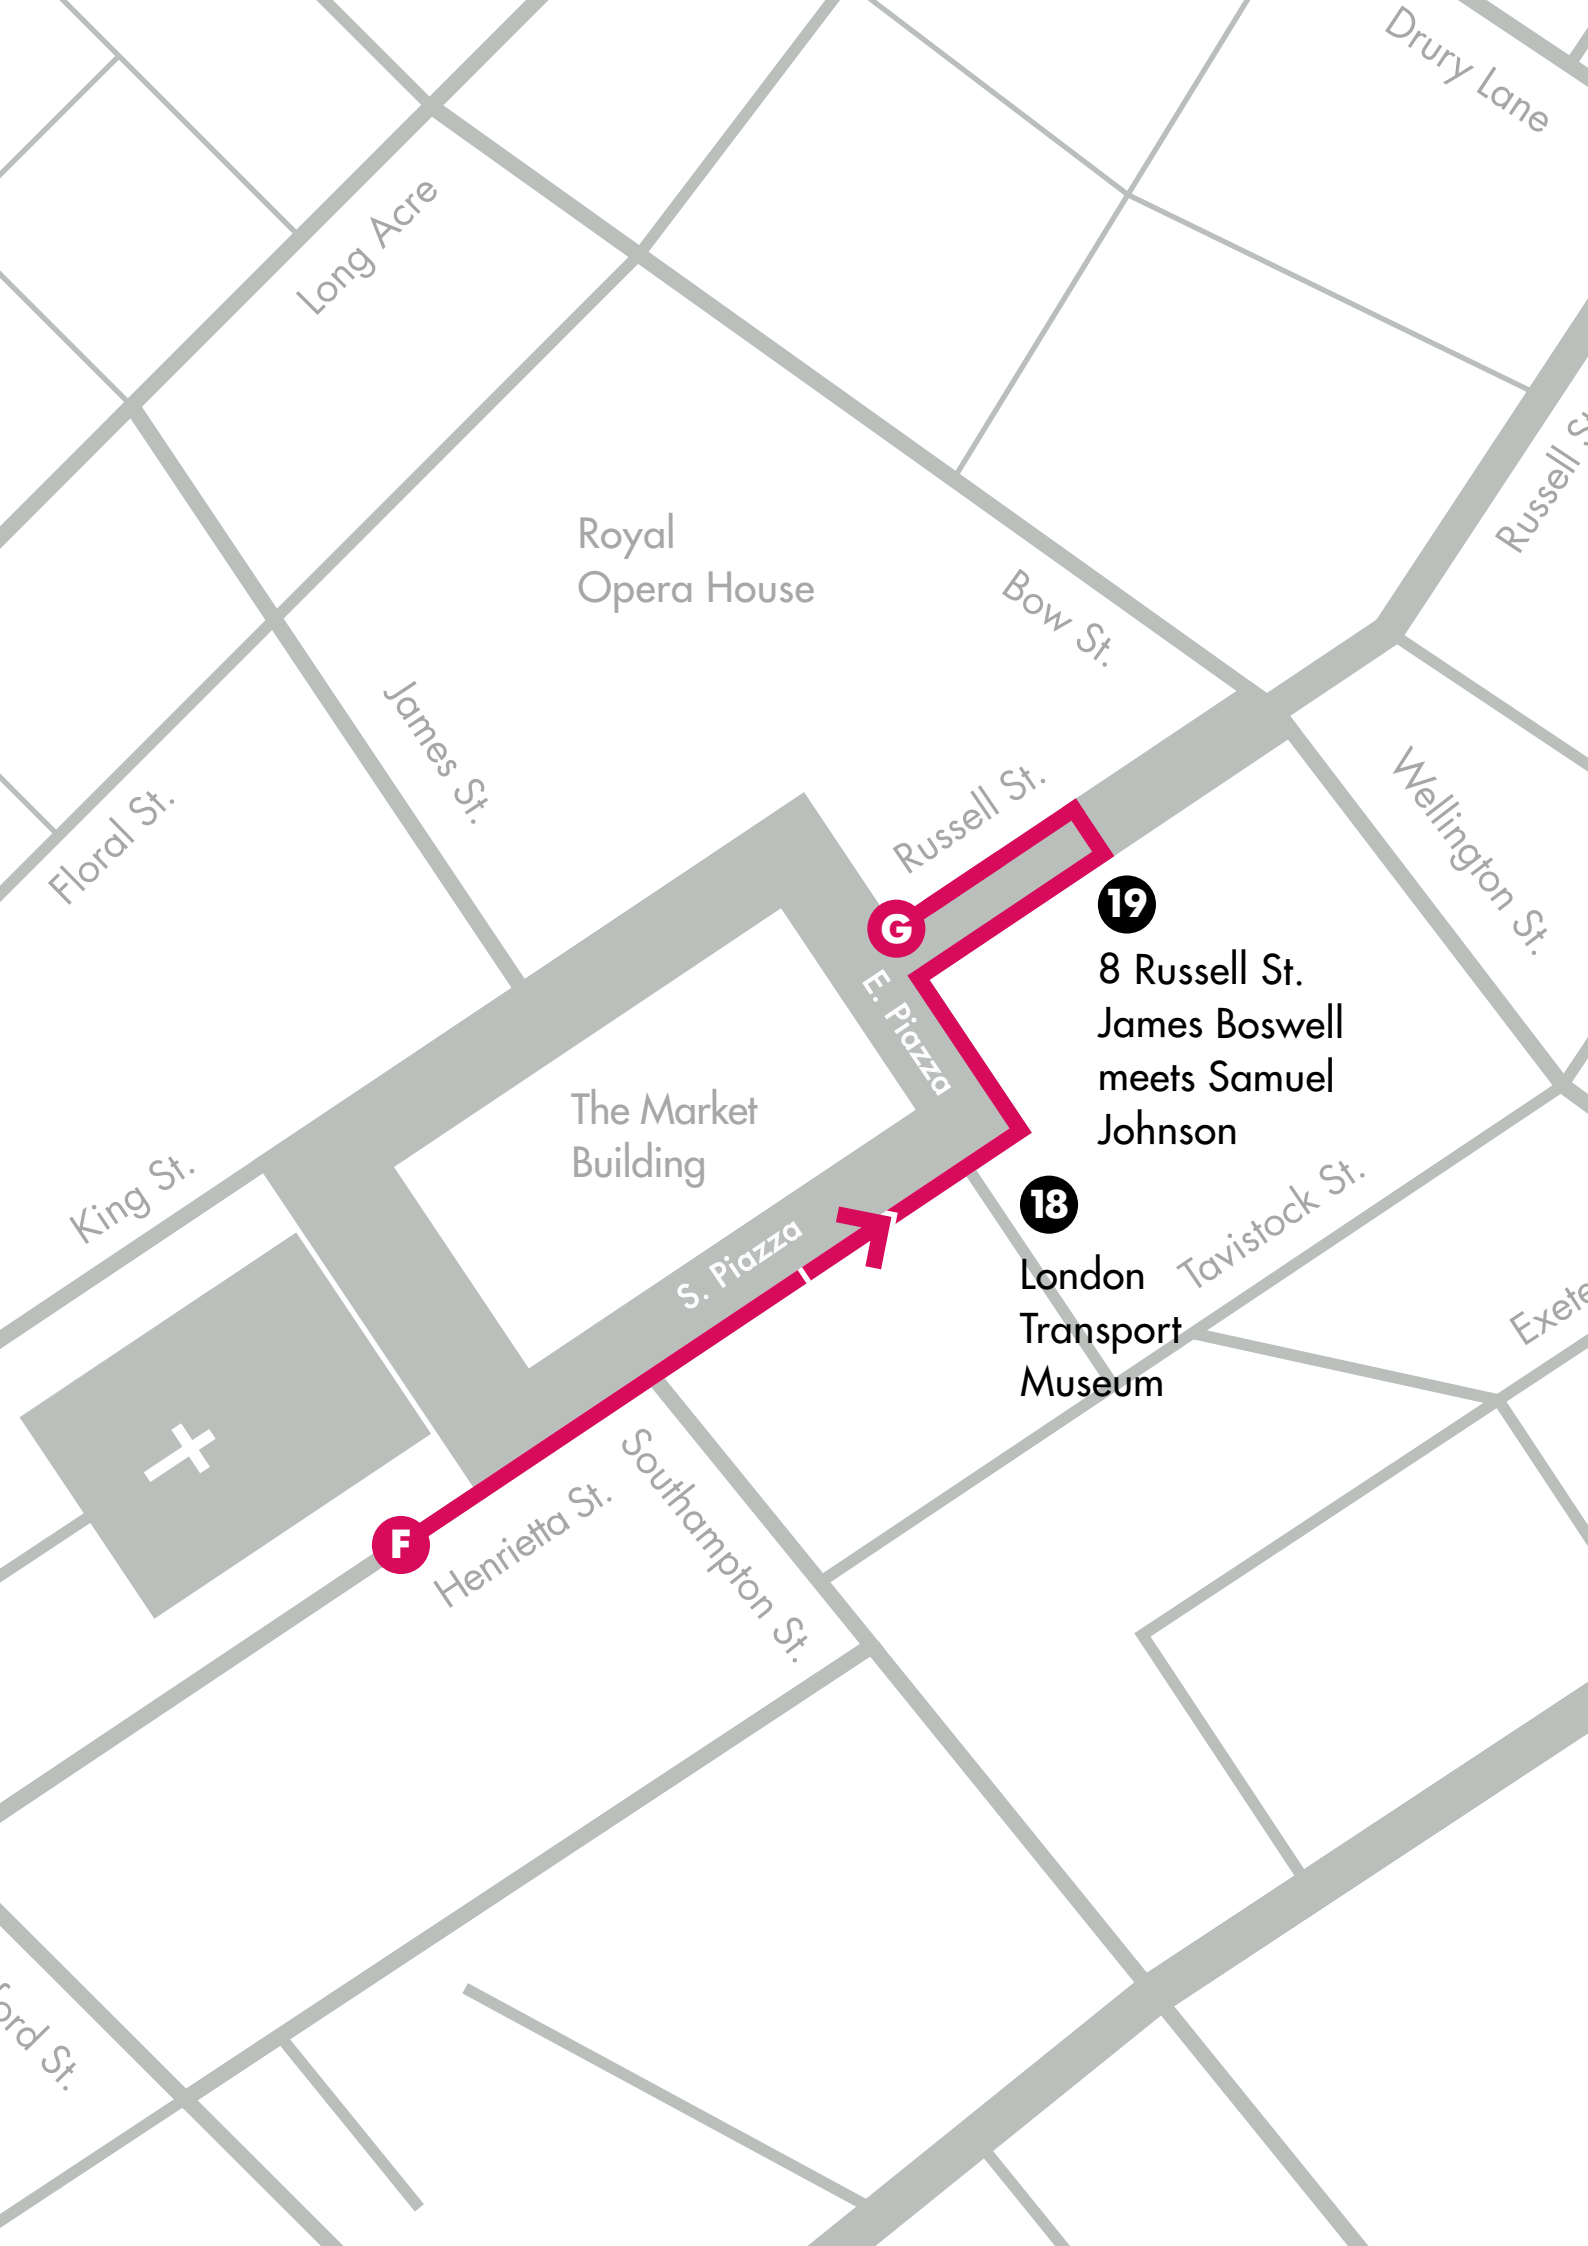 Drury Lane
Long Acre
Russell
Royal
Opera House
Bow St.
James St.
Floral St.
Russell St.
Wellington St.
G
19
8 Russell St.
James Boswell
meets Samuel
Johnson
E. Piazza
The Market
Building
King St.
18
London
Transport
Museum
Tavistock St.
S. Piazza
F
Henrietta St.
Southampton St.
St.